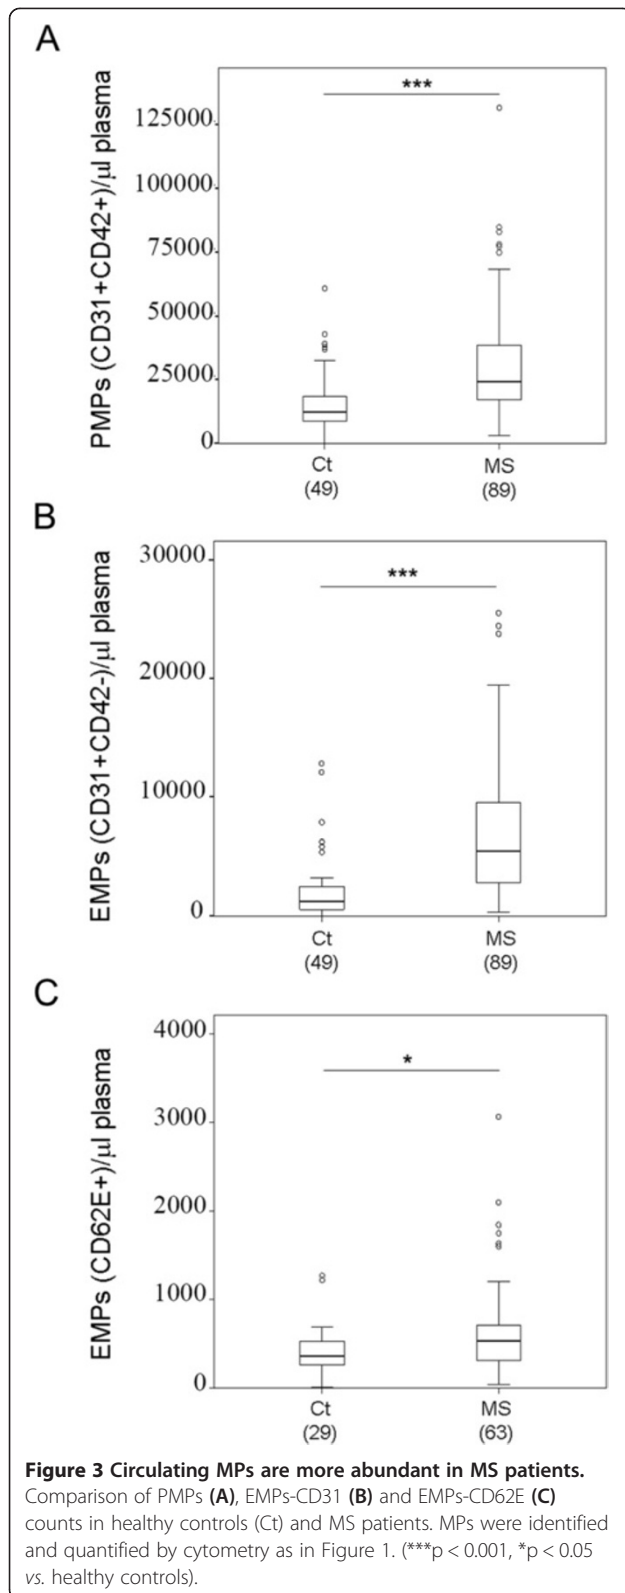 A
PMPs (CD31+CD42+)/µl plasma
125000
100000
75000
50000
25000
0
***
Ct
(49)
MS
(89)
B
EMPs (CD31+CD42-)/µl plasma
30000
20000
10000
0
***
Ct
(49)
MS
(89)
C
EMPs (CD62E+)/µl plasma
4000
3000
2000
1000
0
*
Ct
(29)
MS
(63)
Figure 3 Circulating MPs are more abundant in MS patients.
Comparison of PMPs (A), EMPs-CD31 (B) and EMPs-CD62E (C)
counts in healthy controls (Ct) and MS patients. MPs were identified
and quantified by cytometry as in Figure 1. (***p < 0.001, *p < 0.05
vs. healthy controls).